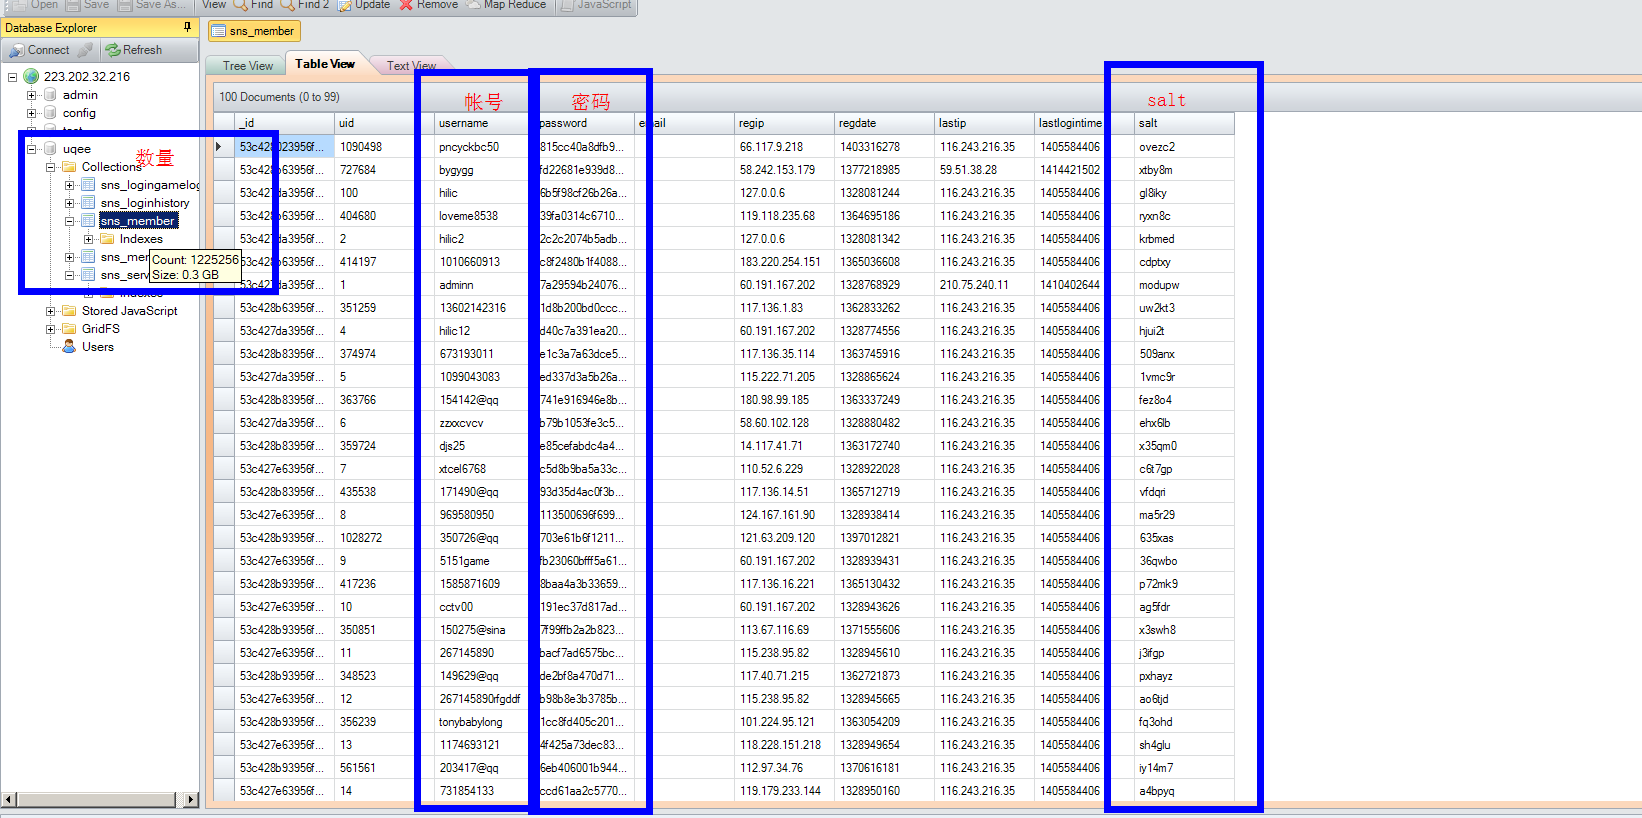 Open Save Save As... View Find Find 2 Update Remove Map Reduce JavaScript
Database Explorer
Connect Refresh
223.202.32.216
admin
config
uqee
数量
Collections
sns_logingamelog
sns_loginhistory
sns_member
Indexes
Count: 1225256
Size: 0.3 GB
Stored JavaScript
GridFS
Users
sns_member
Tree View Table View Text View
100 Documents (0 to 99) 帐号 密码 salt
_id uid username password email regip regdate lastip lastlogintime salt
53c428023956f... 1090498 pncyckbc50 815cc40a8dfb9... 66.117.9.218 1403316278 116.243.216.35 1405584406 ovezc2
53c428b63956f... 727684 bygygg fd22681e939d8... 58.242.153.179 1377218985 59.51.38.28 1414421502 xtby8m
53c427da3956f... 100 hilic 6b5f98cf26b26a... 127.0.0.6 1328081244 116.243.216.35 1405584406 gl8iky
53c428b63956f... 404680 loveme8538 39fa0314c6710... 119.118.235.68 1364695186 116.243.216.35 1405584406 ryxn8c
53c427da3956f... 2 hilic2 2c2c2074b5adb... 127.0.0.6 1328081342 116.243.216.35 1405584406 krbmed
414197 1010660913 c8f2480b1f4088... 183.220.254.151 1365036608 116.243.216.35 1405584406 cdptxy
1 adminn 7a29594b24076... 60.191.167.202 1328768929 210.75.240.11 1410402644 modupw
53c428b63956f... 351259 13602142316 1d8b200bd0ccc... 117.136.1.83 1362833262 116.243.216.35 1405584406 uw2kt3
53c427da3956f... 4 hilic12 d40c7a391ea20... 60.191.167.202 1328774556 116.243.216.35 1405584406 hjui2t
53c428b83956f... 374974 673193011 e1c3a7a63dce5... 117.136.35.114 1363745916 116.243.216.35 1405584406 509anx
53c427da3956f... 5 1099043083 ed337d3a5b26a... 115.222.71.205 1328865624 116.243.216.35 1405584406 1vmc9r
53c428b83956f... 363766 154142@qq 741e916946e8b... 180.98.99.185 1363337249 116.243.216.35 1405584406 fez8o4
53c427da3956f... 6 zzxxcvcv b79b1053fe3c5... 58.60.102.128 1328880482 116.243.216.35 1405584406 ehx6lb
53c428b83956f... 359724 djs25 e85cefabdc4a4... 14.117.41.71 1363172740 116.243.216.35 1405584406 x35qm0
53c427e63956f... 7 xtcel6768 c5d8b9ba5a33c... 110.52.6.229 1328922028 116.243.216.35 1405584406 c6t7gp
53c428b83956f... 435538 171490@qq 93d35d4ac0f3b... 117.136.14.51 1365712719 116.243.216.35 1405584406 vfdqri
53c427e63956f... 8 969580950 113500696f699... 124.167.161.90 1328938414 116.243.216.35 1405584406 ma5r29
53c428b93956f... 1028272 350726@qq 703e61b6f1211... 121.63.209.120 1397012821 116.243.216.35 1405584406 635xas
53c427e63956f... 9 5151game fb23060bfff5a61... 60.191.167.202 1328939431 116.243.216.35 1405584406 36qwbo
53c428b93956f... 417236 1585871609 8baa4a3b33659... 117.136.16.221 1365130432 116.243.216.35 1405584406 p72mk9
53c427e63956f... 10 cctv00 191ec37d817ad... 60.191.167.202 1328943626 116.243.216.35 1405584406 ag5fdr
53c428b93956f... 350851 150275@sina 7f99ffb2a2b823... 113.67.116.69 1371555606 116.243.216.35 1405584406 x3swh8
53c427e63956f... 11 267145890 bacf7ad6575bc... 115.238.95.82 1328945610 116.243.216.35 1405584406 j3ifgp
53c428b93956f... 348523 149629@qq de2bf8a470d71... 117.40.71.215 1362721873 116.243.216.35 1405584406 pxhayz
53c427e63956f... 12 267145890rfgddf b98b8e3b3785b... 115.238.95.82 1328945665 116.243.216.35 1405584406 ao6tjd
53c428b93956f... 356239 tonybabylong 1cc8fd405c201... 101.224.95.121 1363054209 116.243.216.35 1405584406 fq3ohd
53c427e63956f... 13 1174693121 4f425a73dec83... 118.228.151.218 1328949654 116.243.216.35 1405584406 sh4glu
53c428b93956f... 561561 203417@qq 6eb406001b944... 112.97.34.76 1370616181 116.243.216.35 1405584406 iy14m7
53c427e63956f... 14 731854133 ccd61aa2c5770... 119.179.233.144 1328950160 116.243.216.35 1405584406 a4bpyq